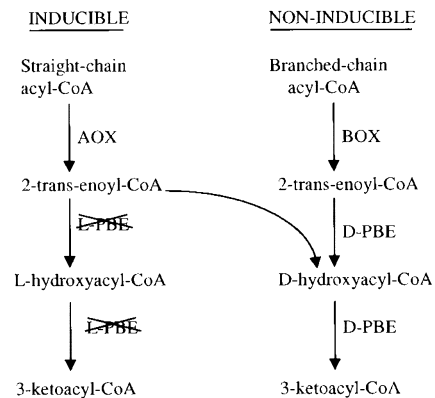 INDUCIBLE
NON-INDUCIBLE
Straight-chain
acyl-CoA
Branched-chain
acyl-CoA
AOX
BOX
2-trans-enoyl-CoA
2-trans-enoyl-CoA
L-PBE
D-PBE
L-hydroxyacyl-CoA
D-hydroxyacyl-CoA
L-PBE
D-PBE
3-ketoacyl-CoA
3-ketoacyl-CoA